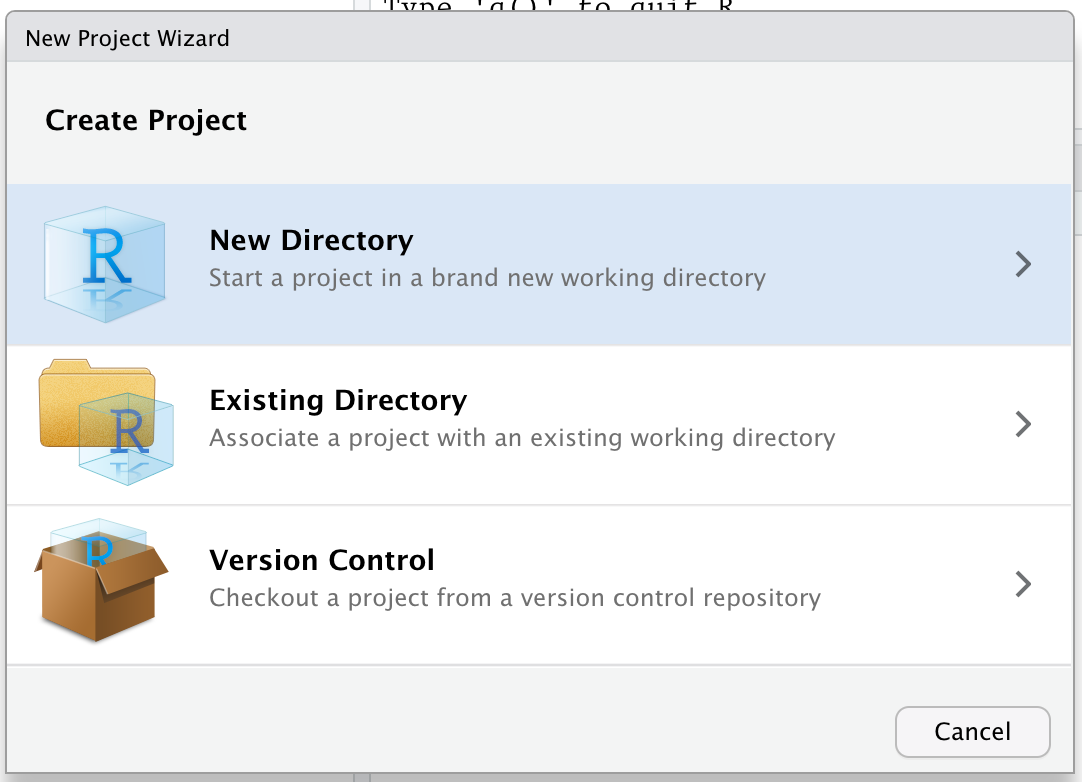 Type 'q()' to quit R.
New Project Wizard
Create Project
R
New Directory
Start a project in a brand new working directory
R
Existing Directory
Associate a project with an existing working directory
R
Version Control
Checkout a project from a version control repository
Cancel